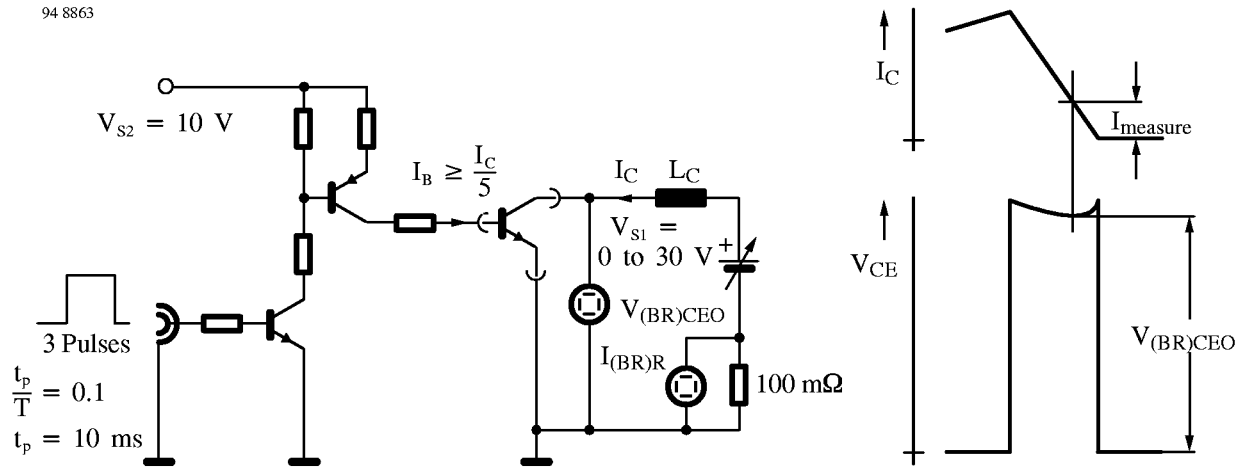 94 8863
V_S2 = 10 V
I_B ≥ I_C/5
I_C L_C
V_S1 =
0 to 30 V
+
V_(BR)CEO
I_(BR)R
100 mΩ
3 Pulses
t_p/T = 0.1
t_p = 10 ms
I_C
I_measure
V_CE
V_(BR)CEO